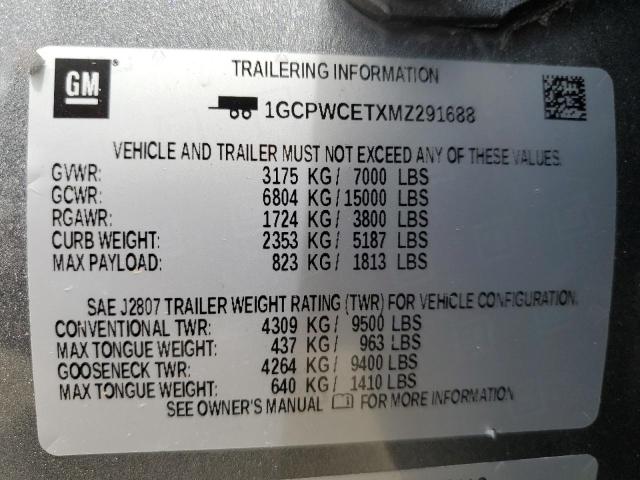 GM
TRAILERING INFORMATION
1GCPWCETXMZ291688
VEHICLE AND TRAILER MUST NOT EXCEED ANY OF THESE VALUES.
GVWR: 3175 KG/ 7000 LBS
GCWR: 6804 KG/15000 LBS
RGAWR: 1724 KG/ 3800 LBS
CURB WEIGHT: 2353 KG/ 5187 LBS
MAX PAYLOAD: 823 KG/ 1813 LBS
SAE J2807 TRAILER WEIGHT RATING (TWR) FOR VEHICLE CONFIGURATION.
CONVENTIONAL TWR: 4309 KG/ 9500 LBS
MAX TONGUE WEIGHT: 437 KG/ 963 LBS
GOOSENECK TWR: 4264 KG/ 9400 LBS
MAX TONGUE WEIGHT: 640 KG/ 1410 LBS
SEE OWNER'S MANUAL FOR MORE INFORMATION